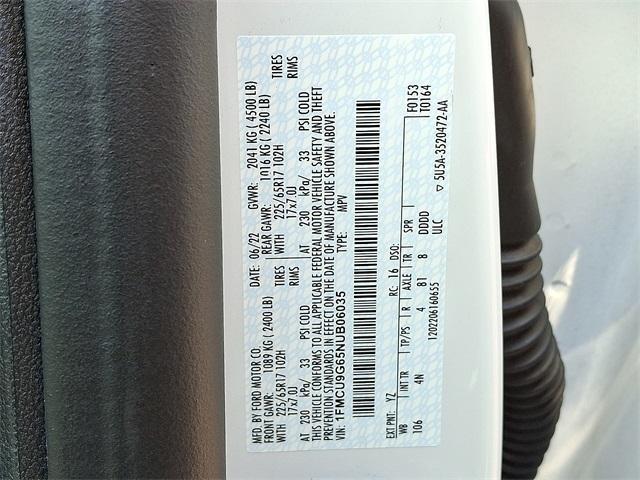 MFD. BY FORD MOTOR CO.
DATE: 06/22
GVWR: 2041 KG ( 4500 LB)
FRONT GAWR: 1089 KG ( 2400 LB)
REAR GAWR: 1016 KG ( 2240 LB)
225/65R17 102H TIRES WITH 225/65R17 102H TIRES
17x7.0J RIMS 17x7.0J RIMS
AT 230 kPa/ 33 PSI COLD AT 230 kPa/ 33 PSI COLD
THIS VEHICLE CONFORMS TO ALL APPLICABLE FEDERAL MOTOR VEHICLE SAFETY AND THEFT
PREVENTION STANDARDS IN EFFECT ON THE DATE OF MANUFACTURE SHOWN ABOVE.
VIN: 1FMCU9G65NUB06035
TYPE: MPV
F0153
T0164
EXT PNT: YZ RC: 16 DSO:
WB INT TR TP/PS R AXLE TR SPR
106 4N 4 81 8 DDDD
ULC
1202206160655
▽ 5U5A-3520472-AA